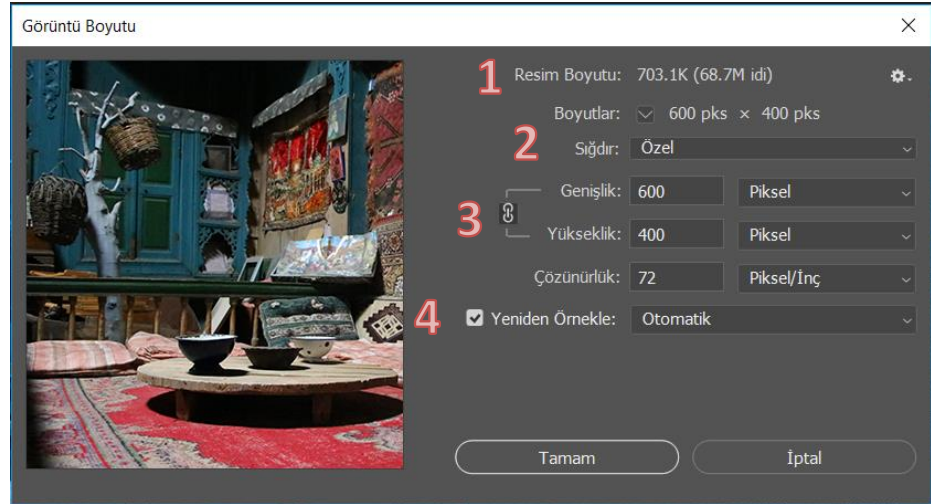 Görüntü Boyutu
1 Resim Boyutu: 703.1K (68.7M idi)
Boyutlar: 600 pks × 400 pks
2 Sığdır: Özel
Genişlik: 600 Piksel
3
Yükseklik: 400 Piksel
Çözünürlük: 72 Piksel/İnç
4 Yeniden Örnekle: Otomatik
Tamam İptal